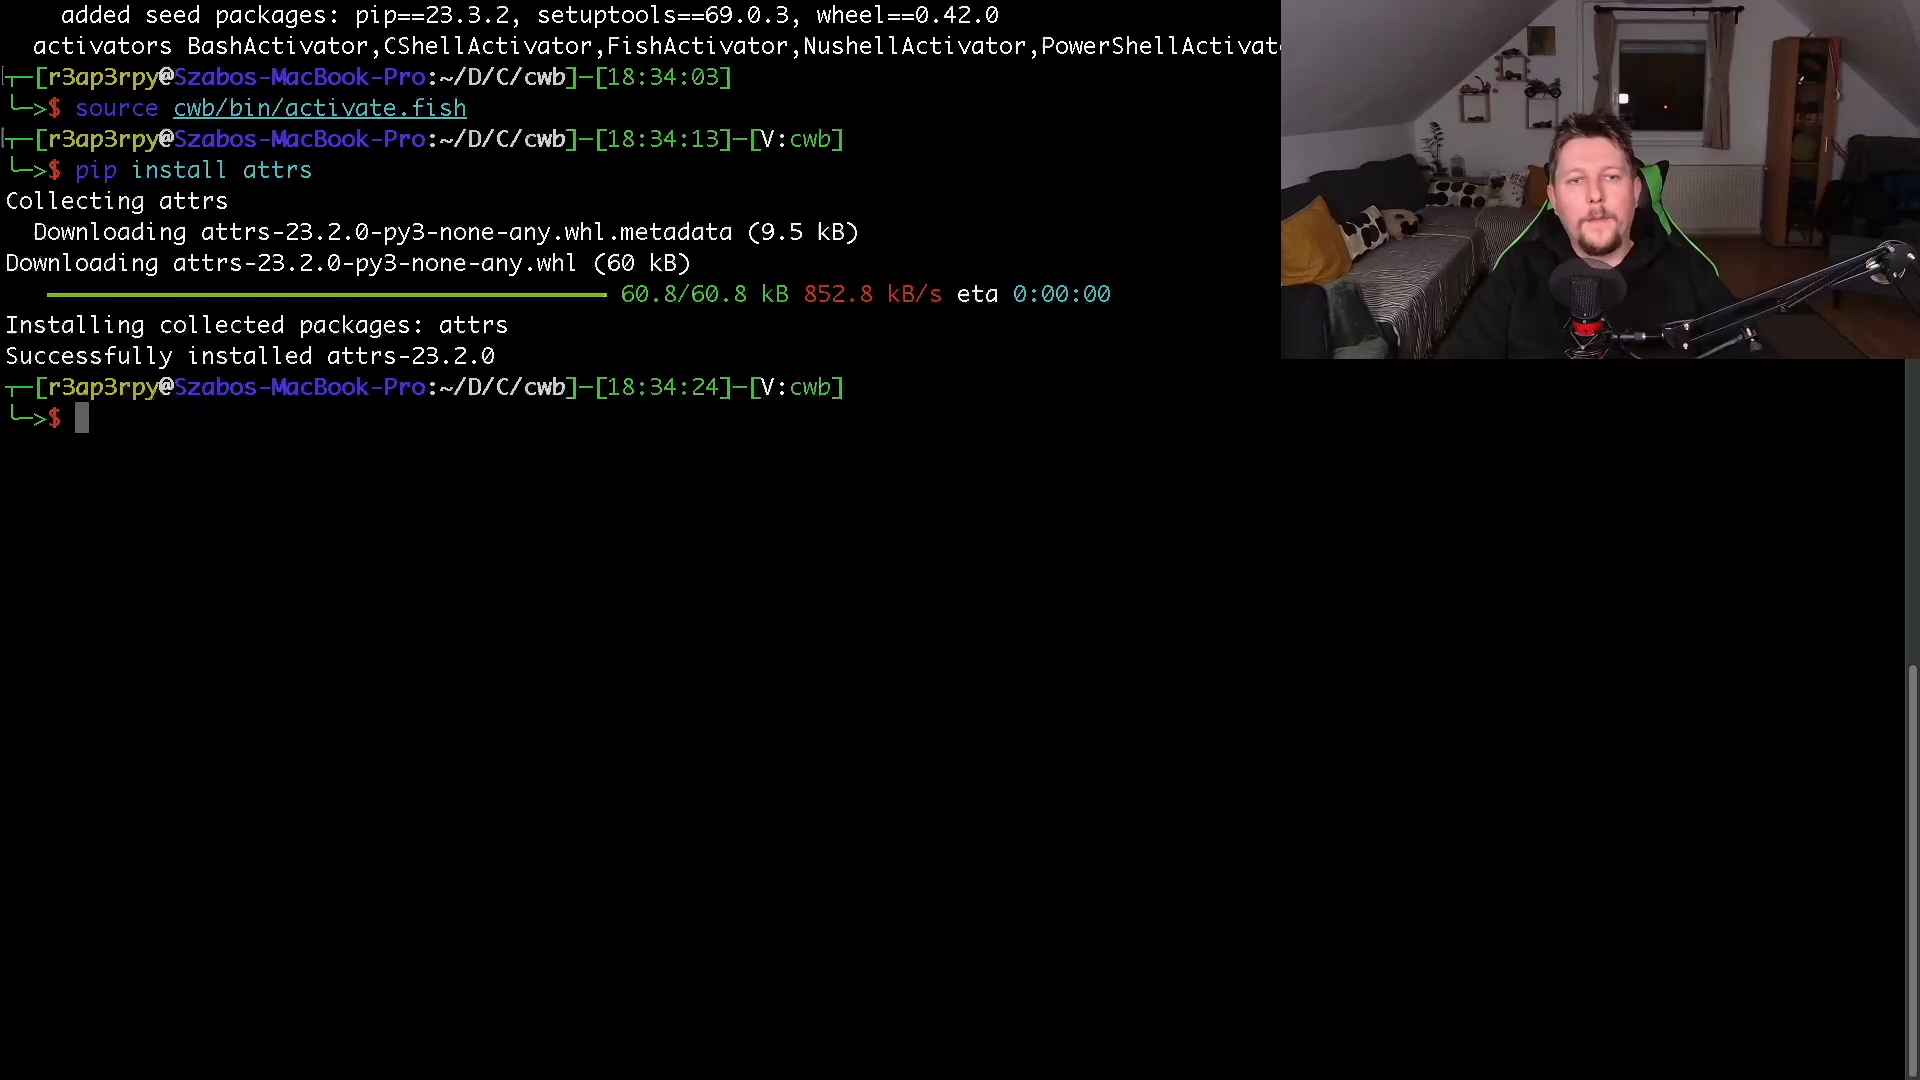 added seed packages: pip==23.3.2, setuptools==69.0.3, wheel==0.42.0
activators BashActivator,CShellActivator,FishActivator,NushellActivator,PowerShellActivat
┬─[r3ap3rpy@Szabos-MacBook-Pro:~/D/C/cwb]─[18:34:03]
╰─>$ source cwb/bin/activate.fish
┬─[r3ap3rpy@Szabos-MacBook-Pro:~/D/C/cwb]─[18:34:13]─[V:cwb]
╰─>$ pip install attrs
Collecting attrs
Downloading attrs-23.2.0-py3-none-any.whl.metadata (9.5 kB)
Downloading attrs-23.2.0-py3-none-any.whl (60 kB)
60.8/60.8 kB 852.8 kB/s eta 0:00:00
Installing collected packages: attrs
Successfully installed attrs-23.2.0
┬─[r3ap3rpy@Szabos-MacBook-Pro:~/D/C/cwb]─[18:34:24]─[V:cwb]
╰─>$